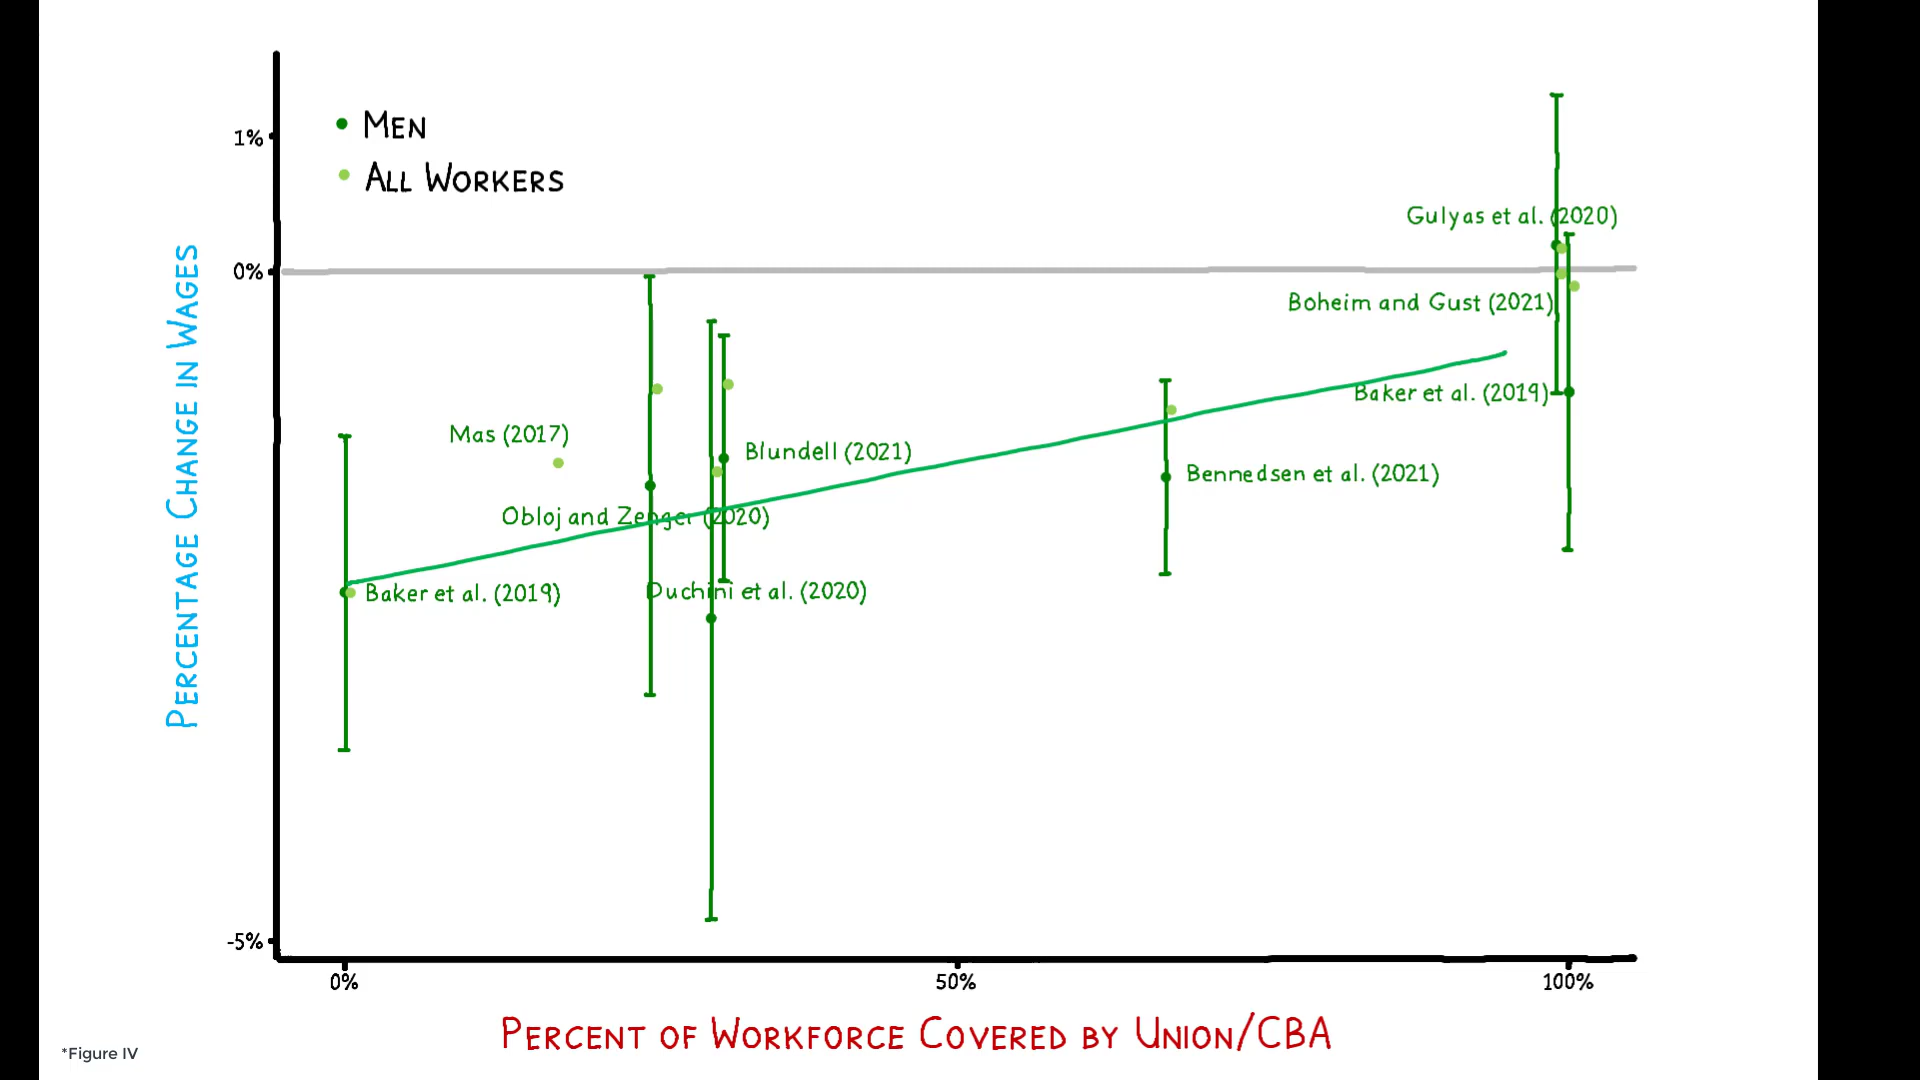 1%
0%
-5%
PERCENTAGE CHANGE IN WAGES
MEN
ALL WORKERS
Gulyas et al. (2020)
Boheim and Gust (2021)
Baker et al. (2019)
Mas (2017)
Blundell (2021)
Bennedsen et al. (2021)
Obloj and Zenger (2020)
Baker et al. (2019)
Duchini et al. (2020)
0%
50%
100%
PERCENT OF WORKFORCE COVERED BY UNION/CBA
*Figure IV